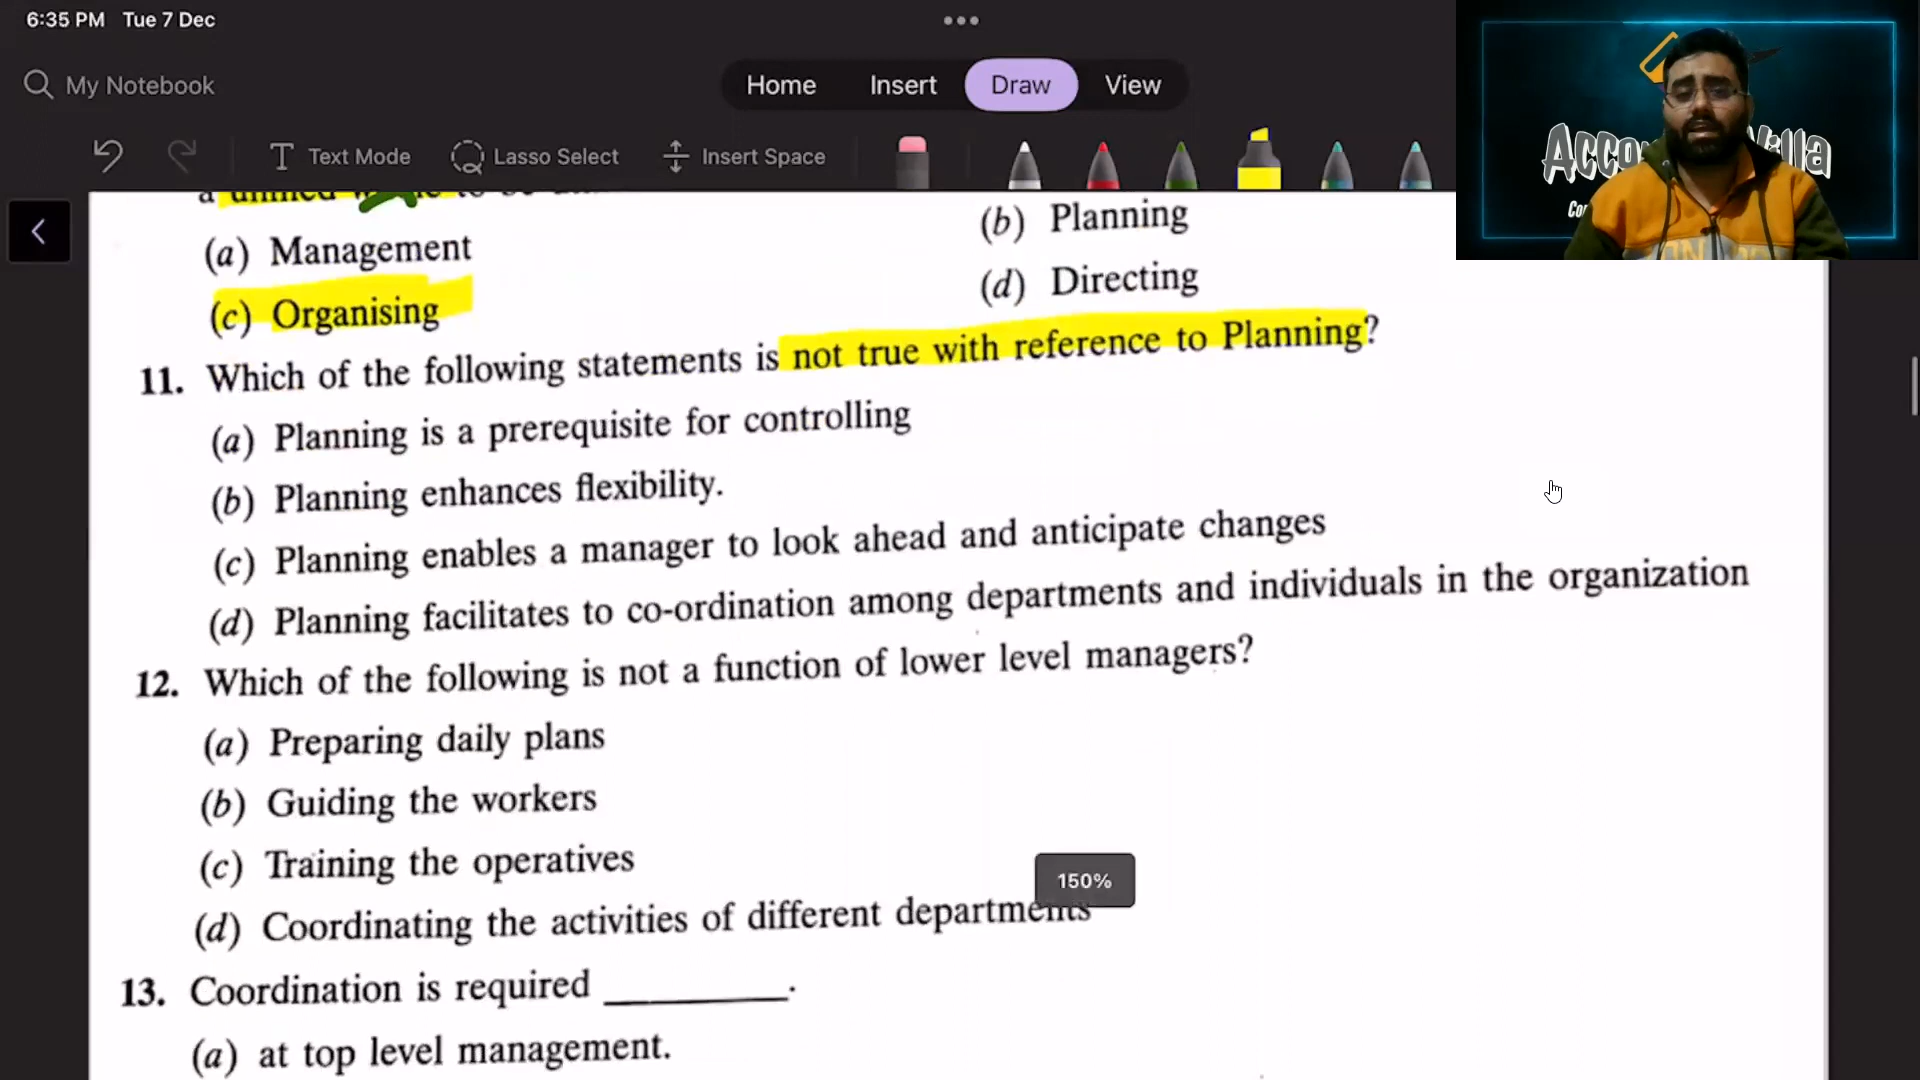 6:35 PM Tue 7 Dec
My Notebook
Home Insert Draw View
Text Mode Lasso Select Insert Space
(a) Management
(b) Planning
(c) Organising
(d) Directing
11. Which of the following statements is not true with reference to Planning?
(a) Planning is a prerequisite for controlling
(b) Planning enhances flexibility.
(c) Planning enables a manager to look ahead and anticipate changes
(d) Planning facilitates to co-ordination among departments and individuals in the organization
12. Which of the following is not a function of lower level managers?
(a) Preparing daily plans
(b) Guiding the workers
(c) Training the operatives
(d) Coordinating the activities of different departments
150%
13. Coordination is required _________.
(a) at top level management.